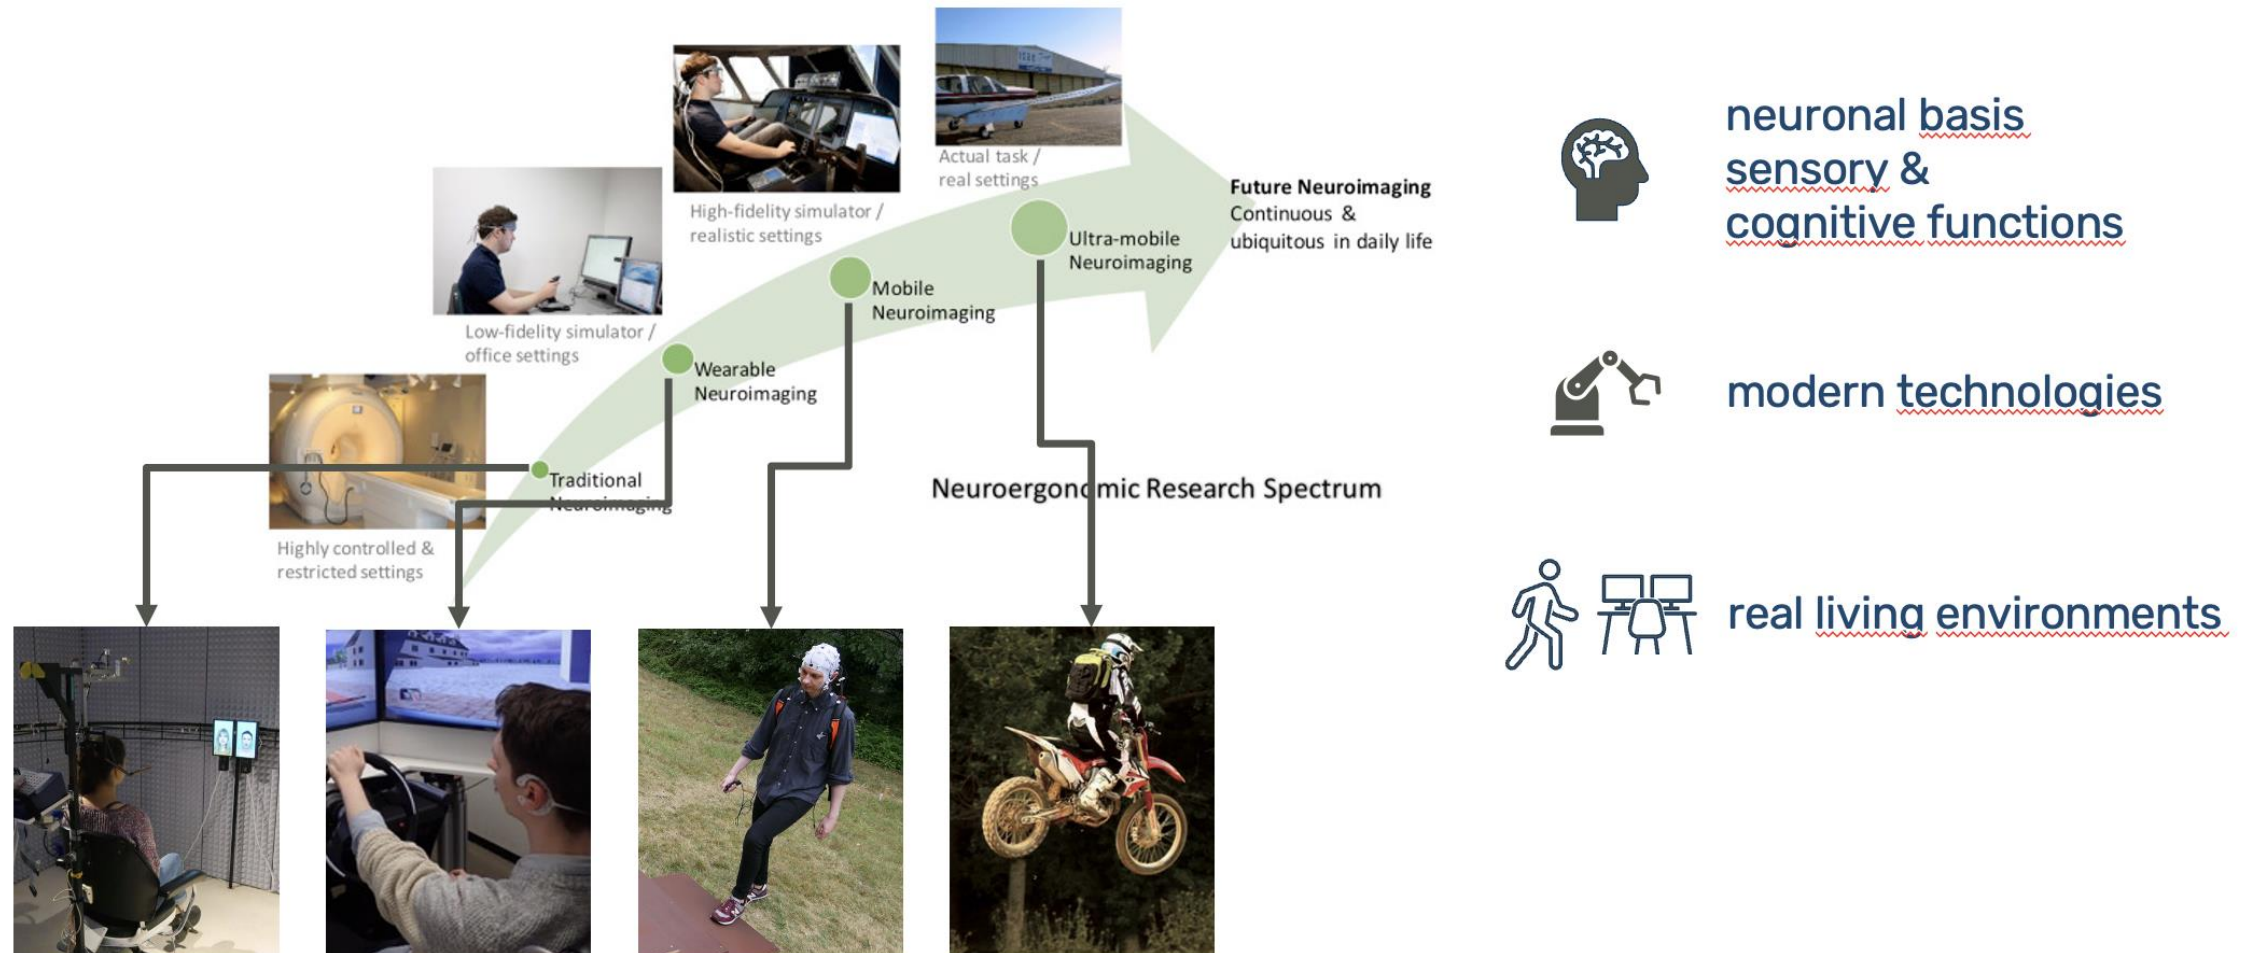 Actual task /
real settings
High-fidelity simulator /
realistic settings
Low-fidelity simulator /
office settings
Highly controlled &
restricted settings
Future Neuroimaging
Continuous &
ubiquitous in daily life
Ultra-mobile
Neuroimaging
Mobile
Neuroimaging
Wearable
Neuroimaging
Traditional
Neuroimaging
Neuroergonomic Research Spectrum
neuronal basis
sensory &
cognitive functions
modern technologies
real living environments